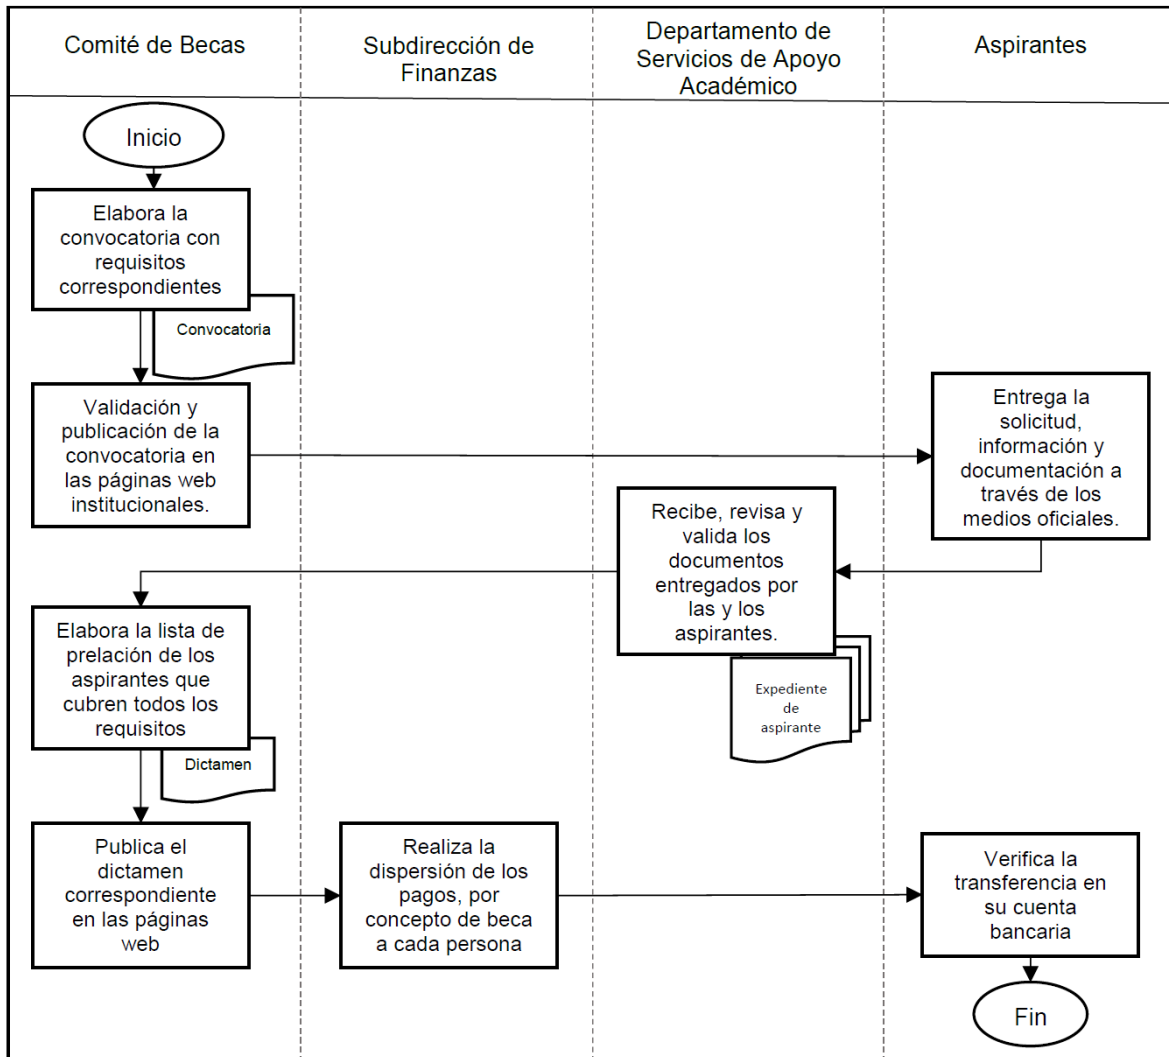 Comité de Becas
Subdirección de
Finanzas
Departamento de
Servicios de Apoyo
Académico
Aspirantes
Inicio
Elabora la
convocatoria con
requisitos
correspondientes
Convocatoria
Validación y
publicación de la
convocatoria en
las páginas web
institucionales.
Entrega la
solicitud,
información y
documentación a
través de los
medios oficiales.
Recibe, revisa y
valida los
documentos
entregados por
las y los
aspirantes.
Expediente
de
aspirante
Elabora la lista de
prelación de los
aspirantes que
cubren todos los
requisitos
Dictamen
Publica el
dictamen
correspondiente
en las páginas
web
Realiza la
dispersión de los
pagos, por
concepto de beca
a cada persona
Verifica la
transferencia en
su cuenta
bancaria
Fin